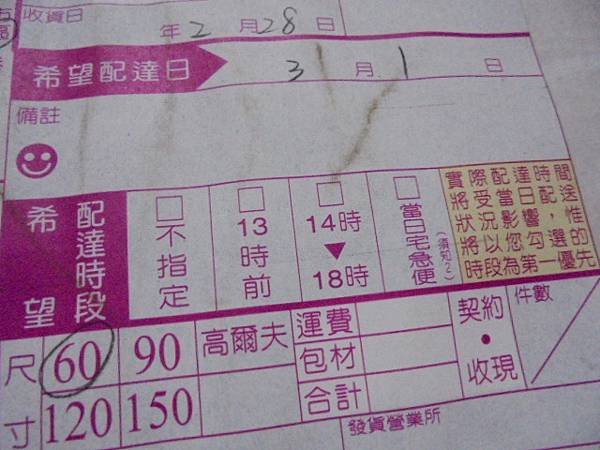 收貨日 年 2 月 28 日
希望配達日 3 月 1 日
備註
希望
配達時段
不指定
13時前
14時▼18時
當日宅急便
(須知2)
實際配達時間
將受當日配送
狀況影響，惟
將以您勾選的
時段為第一優先
尺寸
60 90 高爾夫
120 150
運費
包材
合計
契約・收現
件數
發貨營業所